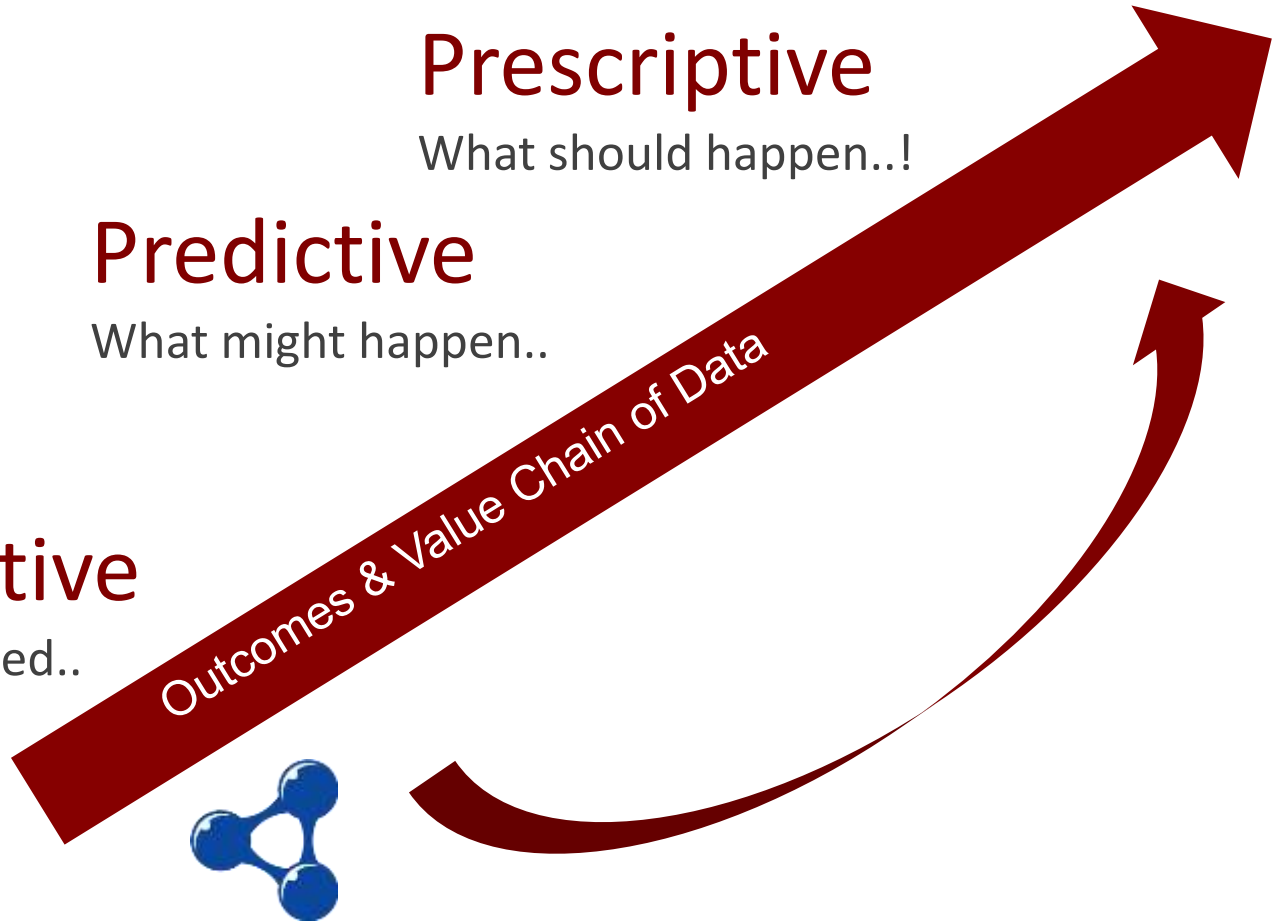 Prescriptive
What should happen..!
Predictive
What might happen..
Outcomes & Value Chain of Data
tive
ed..